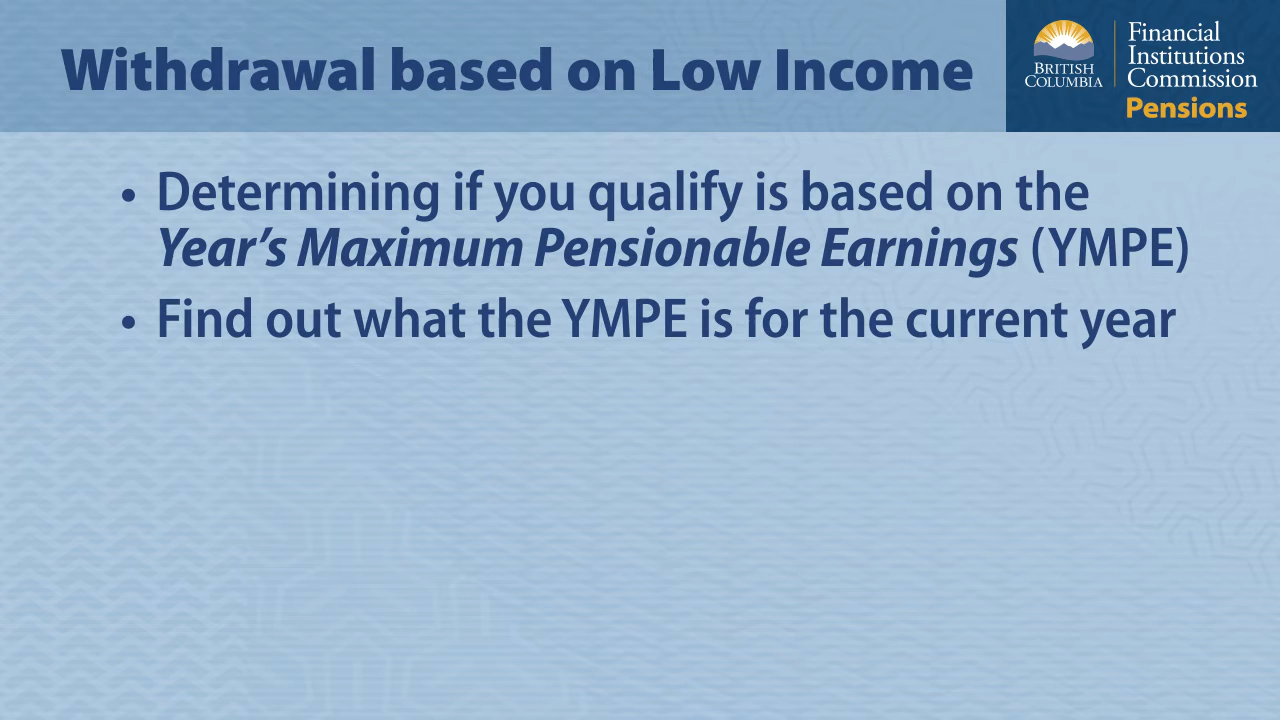 Withdrawal based on Low Income
BRITISH
COLUMBIA
Financial
Institutions
Commission
Pensions
• Determining if you qualify is based on the
Year’s Maximum Pensionable Earnings (YMPE)
• Find out what the YMPE is for the current year